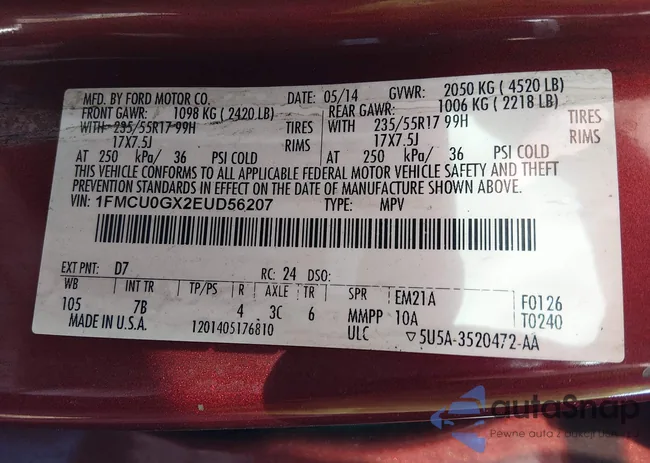 MFD. BY FORD MOTOR CO. DATE: 05/14 GVWR: 2050 KG ( 4520 LB)
FRONT GAWR: 1098 KG ( 2420 LB) REAR GAWR: 1006 KG ( 2218 LB)
WITH 235/55R17 99H TIRES WITH 235/55R17 99H TIRES
17X7.5J RIMS 17X7.5J RIMS
AT 250 kPa/ 36 PSI COLD AT 250 kPa/ 36 PSI COLD
THIS VEHICLE CONFORMS TO ALL APPLICABLE FEDERAL MOTOR VEHICLE SAFETY AND THEFT
PREVENTION STANDARDS IN EFFECT ON THE DATE OF MANUFACTURE SHOWN ABOVE.
VIN: 1FMCU0GX2EUD56207 TYPE: MPV
EXT PNT: D7 RC: 24 DSO:
WB INT TR TP/PS R AXLE TR SPR EM21A F0126
105 7B 4 3C 6 MMPP 10A T0240
MADE IN U.S.A. 1201405176810 ULC ▽5U5A-3520472-AA
autoSnap
Pewne auta z aukcji